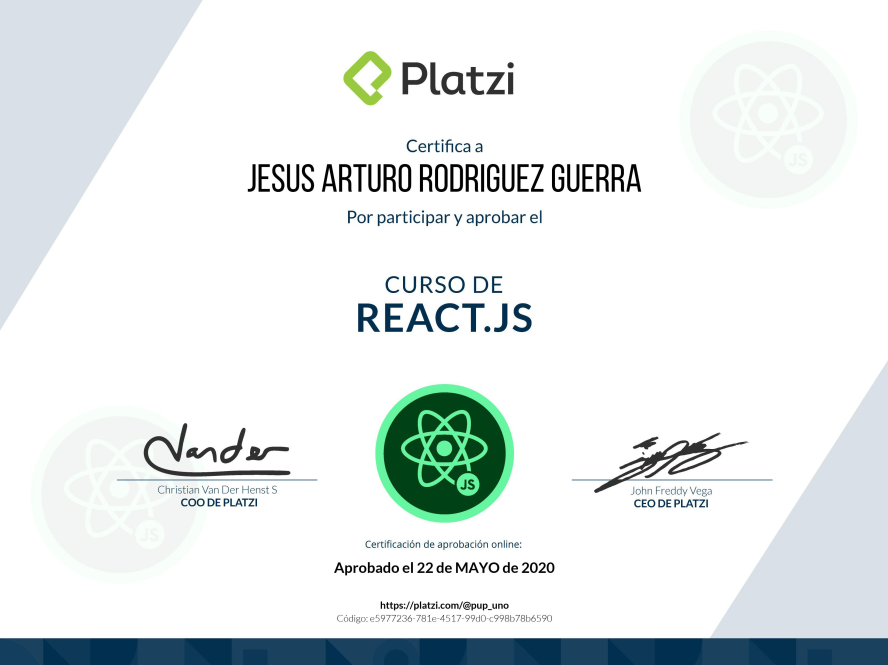 Platzi
Certifica a
JESUS ARTURO RODRIGUEZ GUERRA
Por participar y aprobar el
CURSO DE
REACT.JS
JS
JS
JS
Vander
Christian Van Der Henst S
COO DE PLATZI
John Freddy Vega
CEO DE PLATZI
Certificación de aprobación online:
Aprobado el 22 de MAYO de 2020
https://platzi.com/@pup_uno
Código: e5977236-781e-4517-99d0-c998b78b6590